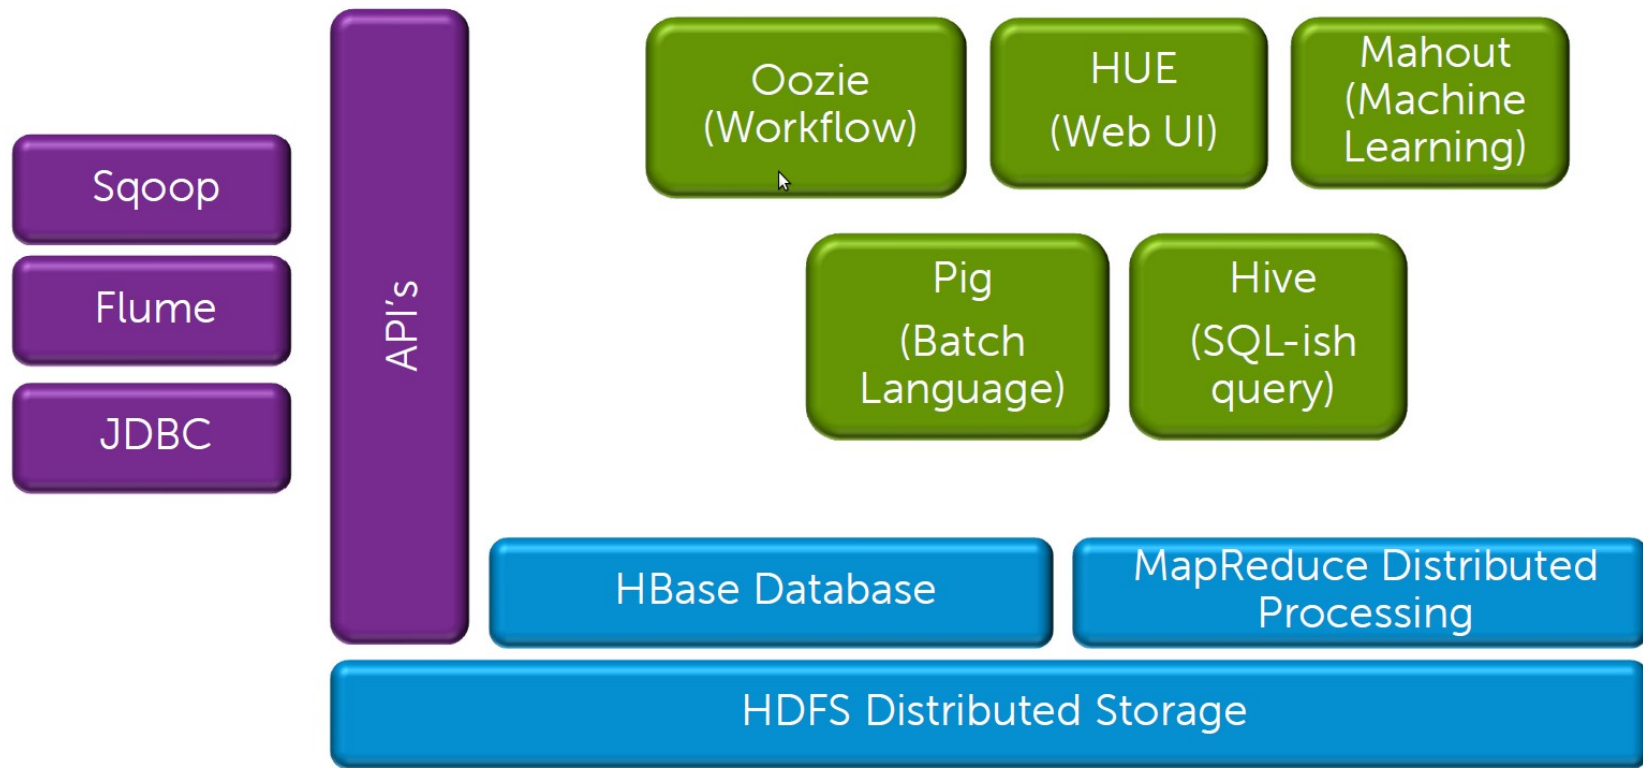 Sqoop
Flume
JDBC
API's
Oozie
(Workflow)
HUE
(Web UI)
Mahout
(Machine
Learning)
Pig
(Batch
Language)
Hive
(SQL-ish
query)
HBase Database
MapReduce Distributed
Processing
HDFS Distributed Storage